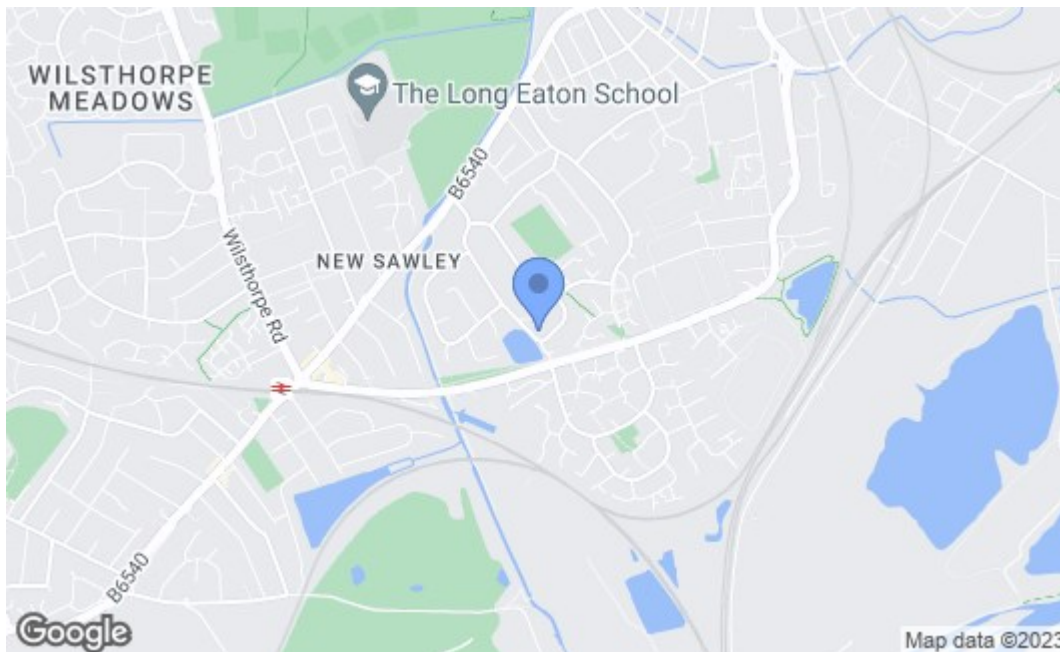 WILSTHORPE
MEADOWS
The Long Eaton School
B6540
Wilsthorpe Rd
NEW SAWLEY
B6540
Google
Map data ©2023